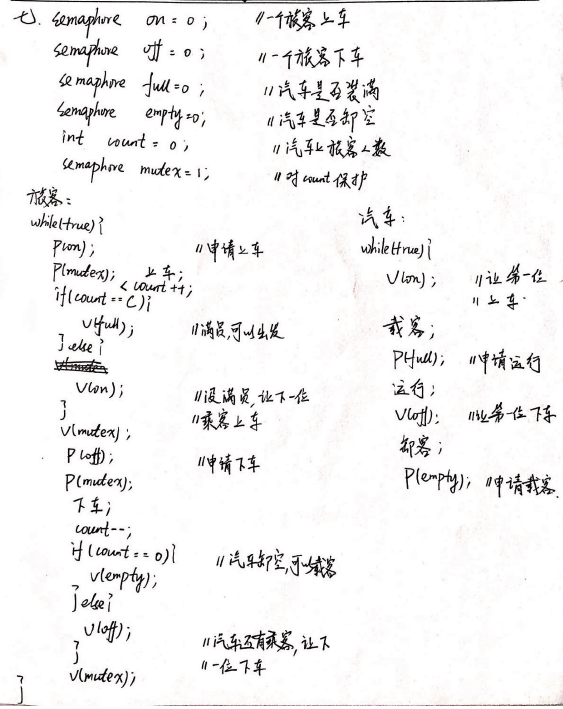 七). semaphore on = 0; //一个旅客上车
semaphore off = 0; //一个旅客下车
semaphore full=0; //汽车是否装满
semaphore empty=0; //汽车是否卸空
int count = 0; //汽车上旅客人数
semaphore mutex=1; //对count保护
旅客:
while(true){
P(on); //申请上车
P(mutex); 上车;
count++;
if(count == C){
V(full); //满员,可以出发
}else{
V(on); //没满员,让下一位
} //乘客上车
V(mutex);
P(off); //申请下车
P(mutex);
下车;
count--;
if(count == 0){ //汽车卸空,可以载客
V(empty);
}else{
V(off); //汽车还有乘客,让下
} //一位下车
V(mutex);
}
汽车:
while(true){
V(on); //让第一位
//上车.
载客;
P(full); //申请运行
运行;
V(off); //让第一位下车
卸客;
P(empty); //申请载客.